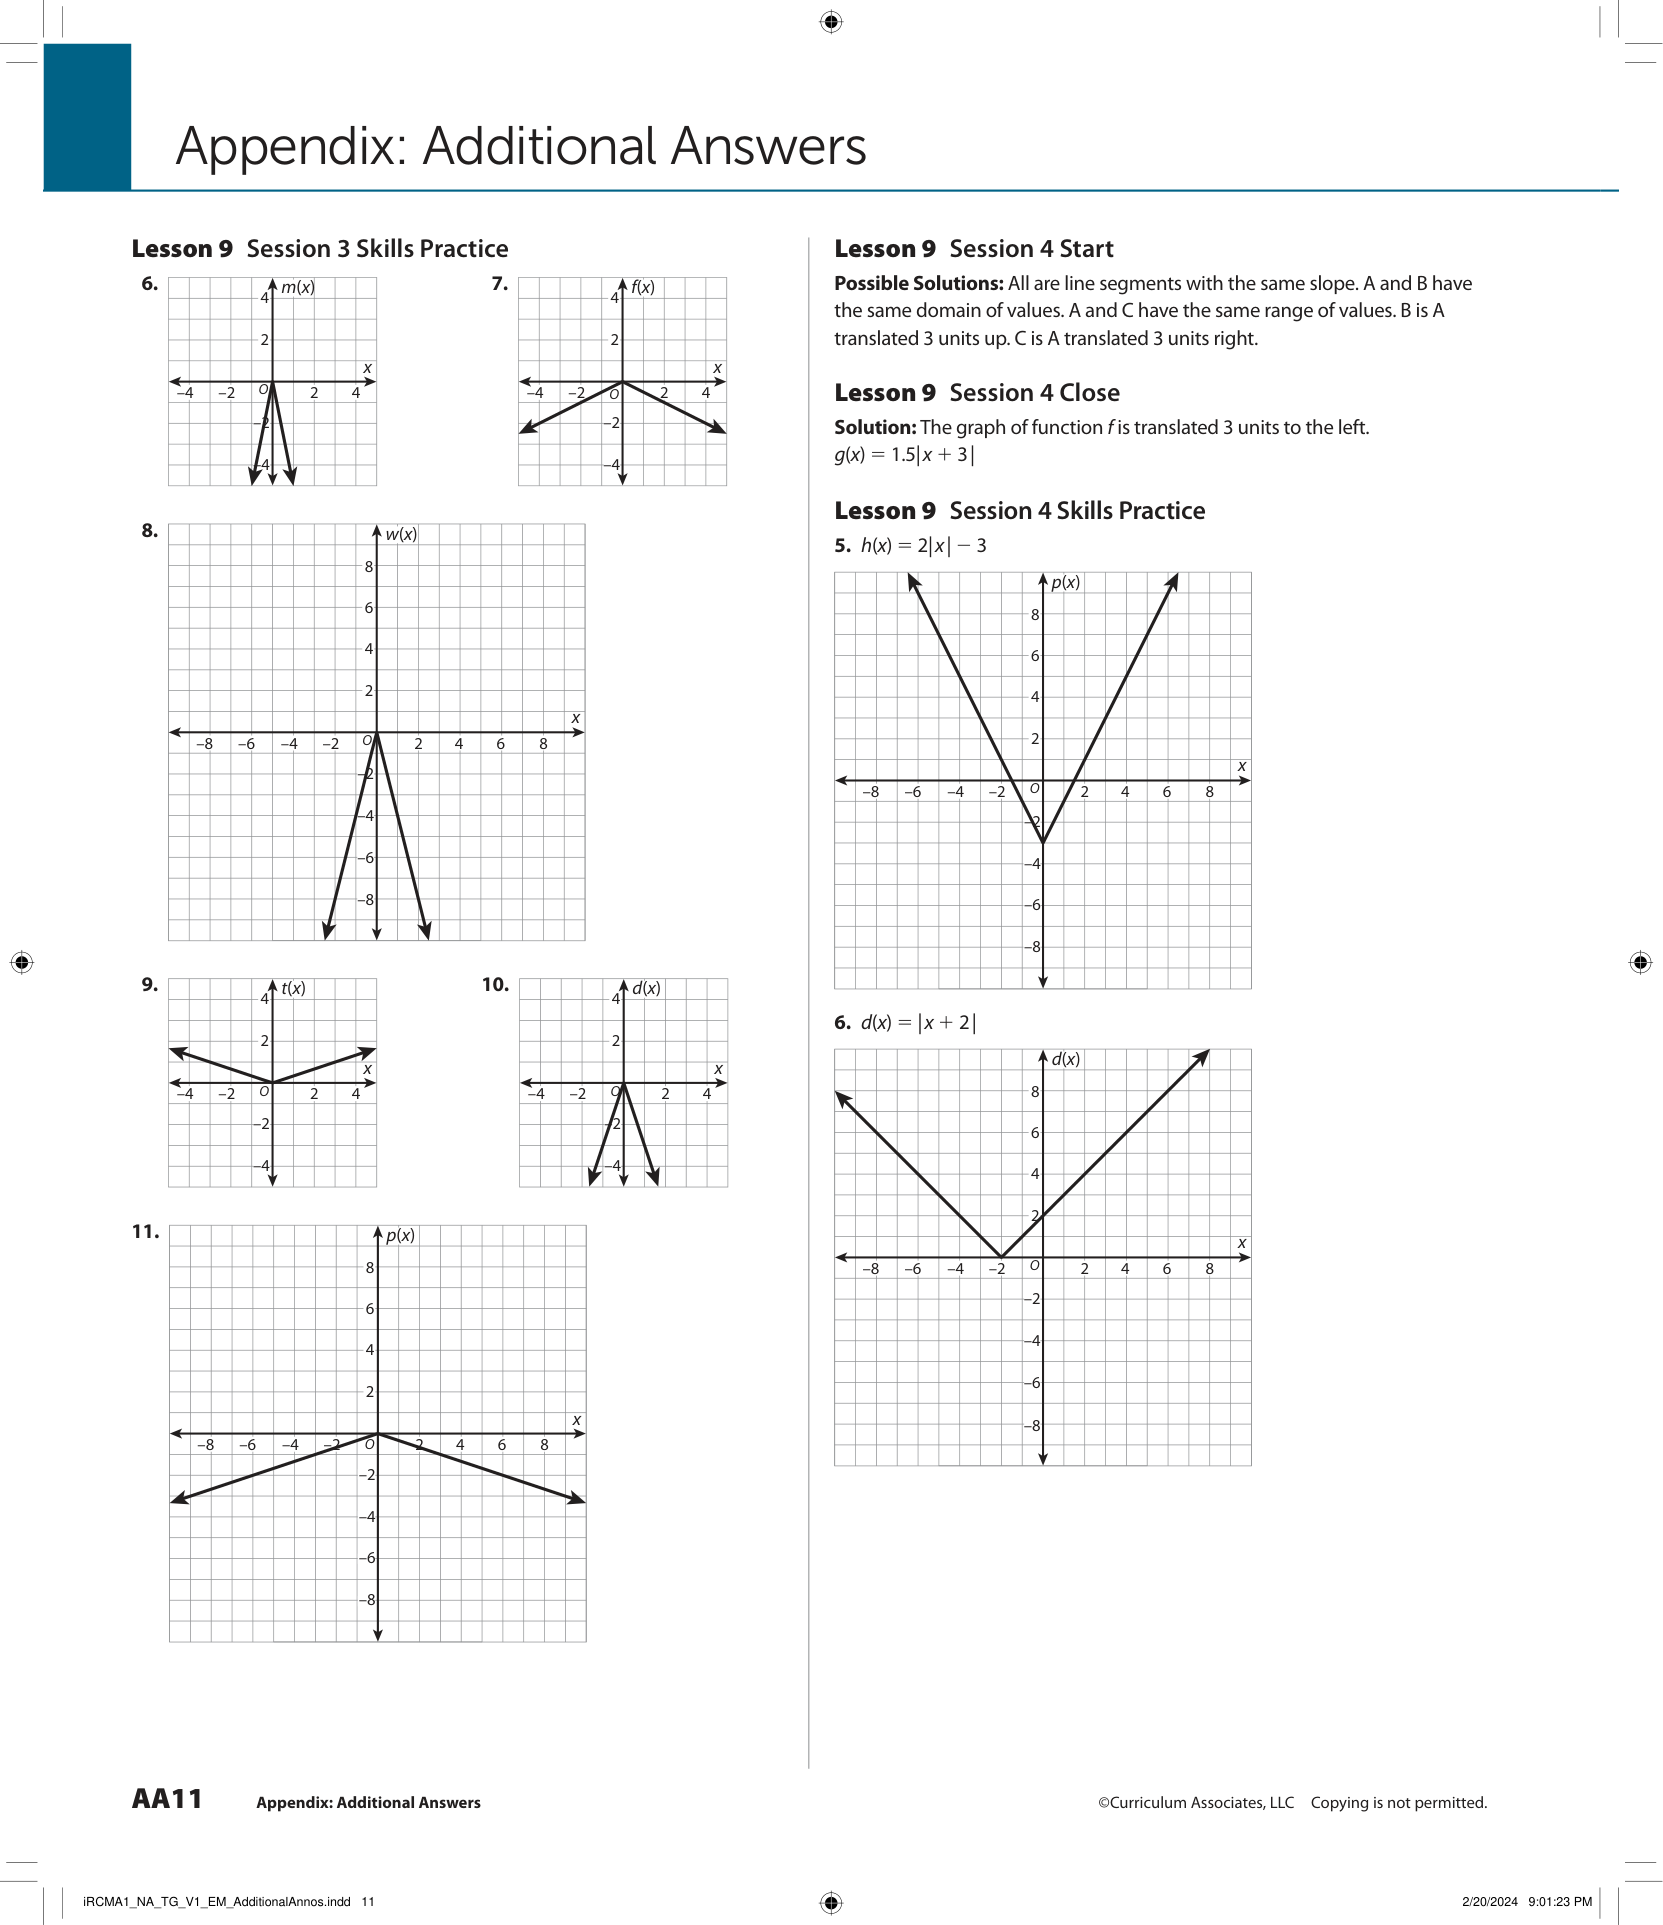 Appendix: Additional Answers
Lesson 9 Session 3 Skills Practice
6.
m(x)
4
2
x
–4 –2 O 2 4
–2
–4
7.
f(x)
4
2
x
–4 –2 O 2 4
–2
–4
8.
w(x)
8
6
4
2
x
–8 –6 –4 –2 O 2 4 6 8
–2
–4
–6
–8
9.
t(x)
4
2
x
–4 –2 O 2 4
–2
–4
10.
d(x)
4
2
x
–4 –2 O 2 4
–2
–4
11.
p(x)
8
6
4
2
x
–8 –6 –4 –2 O 2 4 6 8
–2
–4
–6
–8
Lesson 9 Session 4 Start
Possible Solutions: All are line segments with the same slope. A and B have
the same domain of values. A and C have the same range of values. B is A
translated 3 units up. C is A translated 3 units right.
Lesson 9 Session 4 Close
Solution: The graph of function f is translated 3 units to the left.
g(x) = 1.5|x + 3|
Lesson 9 Session 4 Skills Practice
5. h(x) = 2|x| − 3
p(x)
8
6
4
2
x
–8 –6 –4 –2 O 2 4 6 8
–2
–4
–6
–8
6. d(x) = |x + 2|
d(x)
8
6
4
2
x
–8 –6 –4 –2 O 2 4 6 8
–2
–4
–6
–8
AA11 Appendix: Additional Answers
©Curriculum Associates, LLC Copying is not permitted.
iRCMA1_NA_TG_V1_EM_AdditionalAnnos.indd 11
2/20/2024 9:01:23 PM